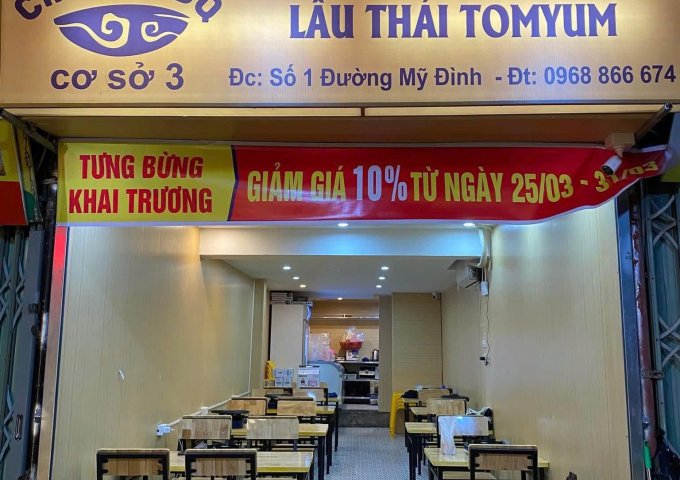 LẨU THÁI TOMYUM
CƠ SỞ 3
Đc: Số 1 Đường Mỹ Đình - Đt: 0968 866 674
TƯNG BỪNG
KHAI TRƯƠNG
GIẢM GIÁ 10% TỪ NGÀY 25/03 - 31/03